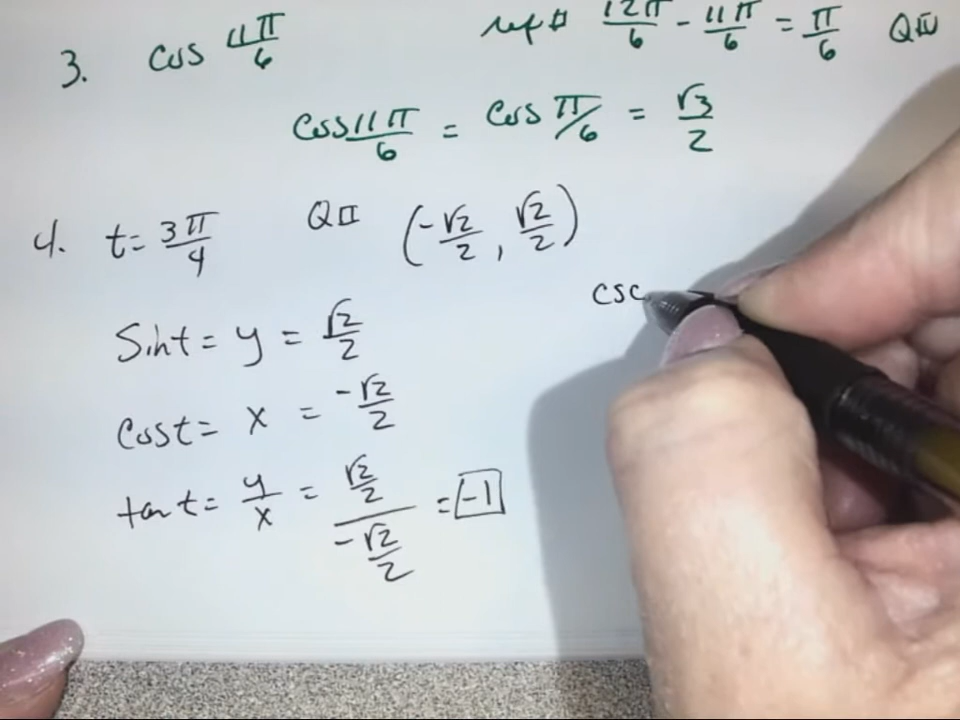 3. cos 11π/6 ref # 12π/6 - 11π/6 = π/6 QIV
cos 11π/6 = cos π/6 = √3/2
4. t = 3π/4 QII (-√2/2, √2/2)
csc
Sin t = y = √2/2
cos t = x = -√2/2
tan t = y/x = √2/2 / -√2/2 = -1